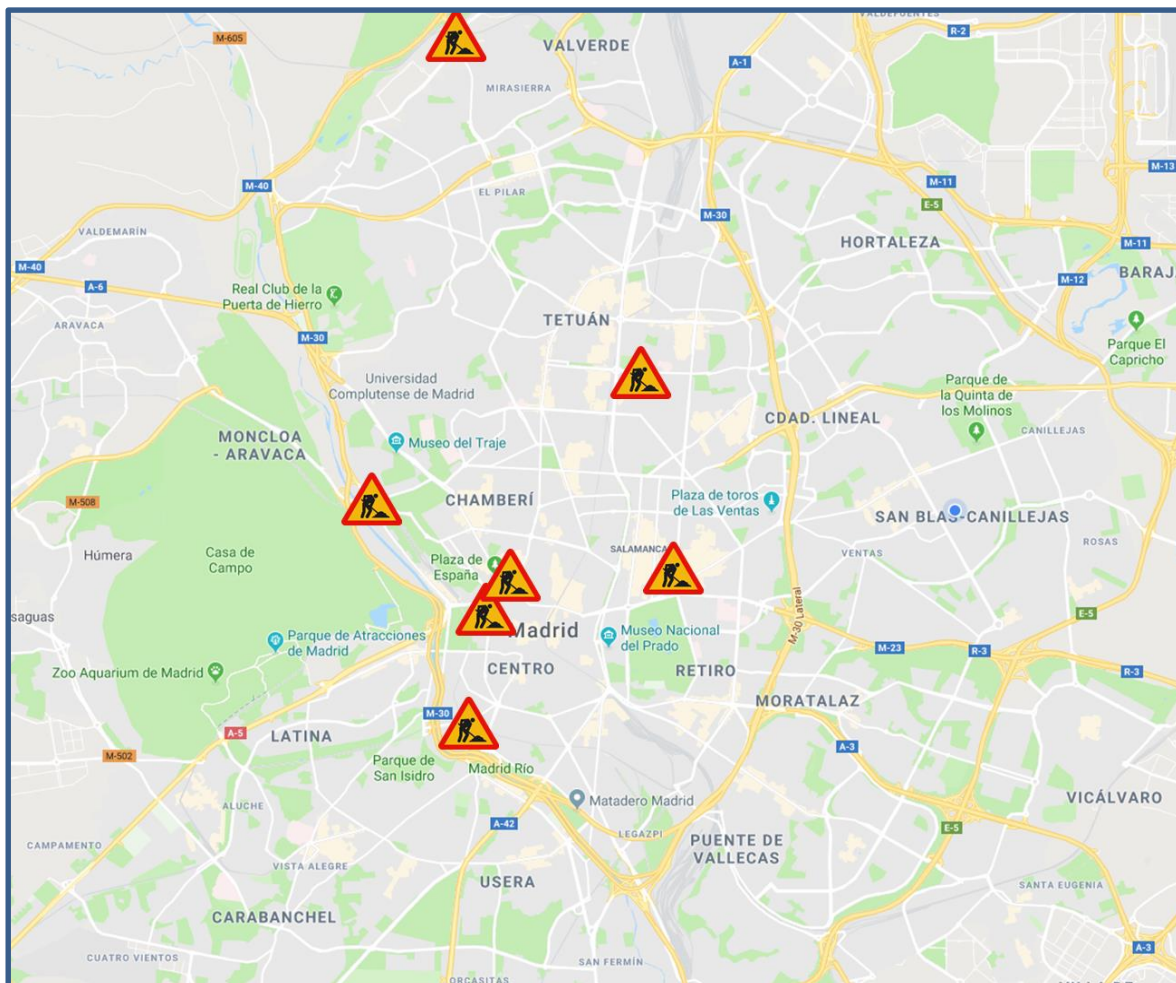 VALDEFUENTES
M-605
R-2
VALVERDE
A-1
MIRASIERRA
M-13
EL PILAR
M-40
M-11
E-5
M-30
VALDEMARÍN
HORTALEZA
M-11
M-40
BARAJ
A-6
Real Club de la
Puerta de Hierro
M-12
TETUÁN
ARAVACA
M-30
Parque El
Capricho
Universidad
Complutense de Madrid
Parque de
la Quinta de
los Molinos
CDAD. LINEAL
CANILLEJAS
MONCLOA
- ARAVACA
Museo del Traje
M-508
CHAMBERÍ
Plaza de toros
de Las Ventas
SAN BLAS-CANILLEJAS
ROSAS
Húmera
Casa de
Campo
Plaza de
España
SALAMANCA
VENTAS
M-30 Lateral
E-5
saguas
Parque de Atracciones
de Madrid
Madrid
Museo Nacional
del Prado
M-23
R-3
R-3
Zoo Aquarium de Madrid
CENTRO
RETIRO
MORATALAZ
M-30
A-5
LATINA
A-3
M-502
Parque de
San Isidro
Madrid Río
Matadero Madrid
VICÁLVARO
ALUCHE
A-42
LEGAZPI
E-5
CAMPAMENTO
PUENTE DE
VALLECAS
VISTA ALEGRE
USERA
SANTA EUGENIA
CARABANCHEL
A-3
CUATRO VIENTOS
SAN FERMÍN
ORCASITAS